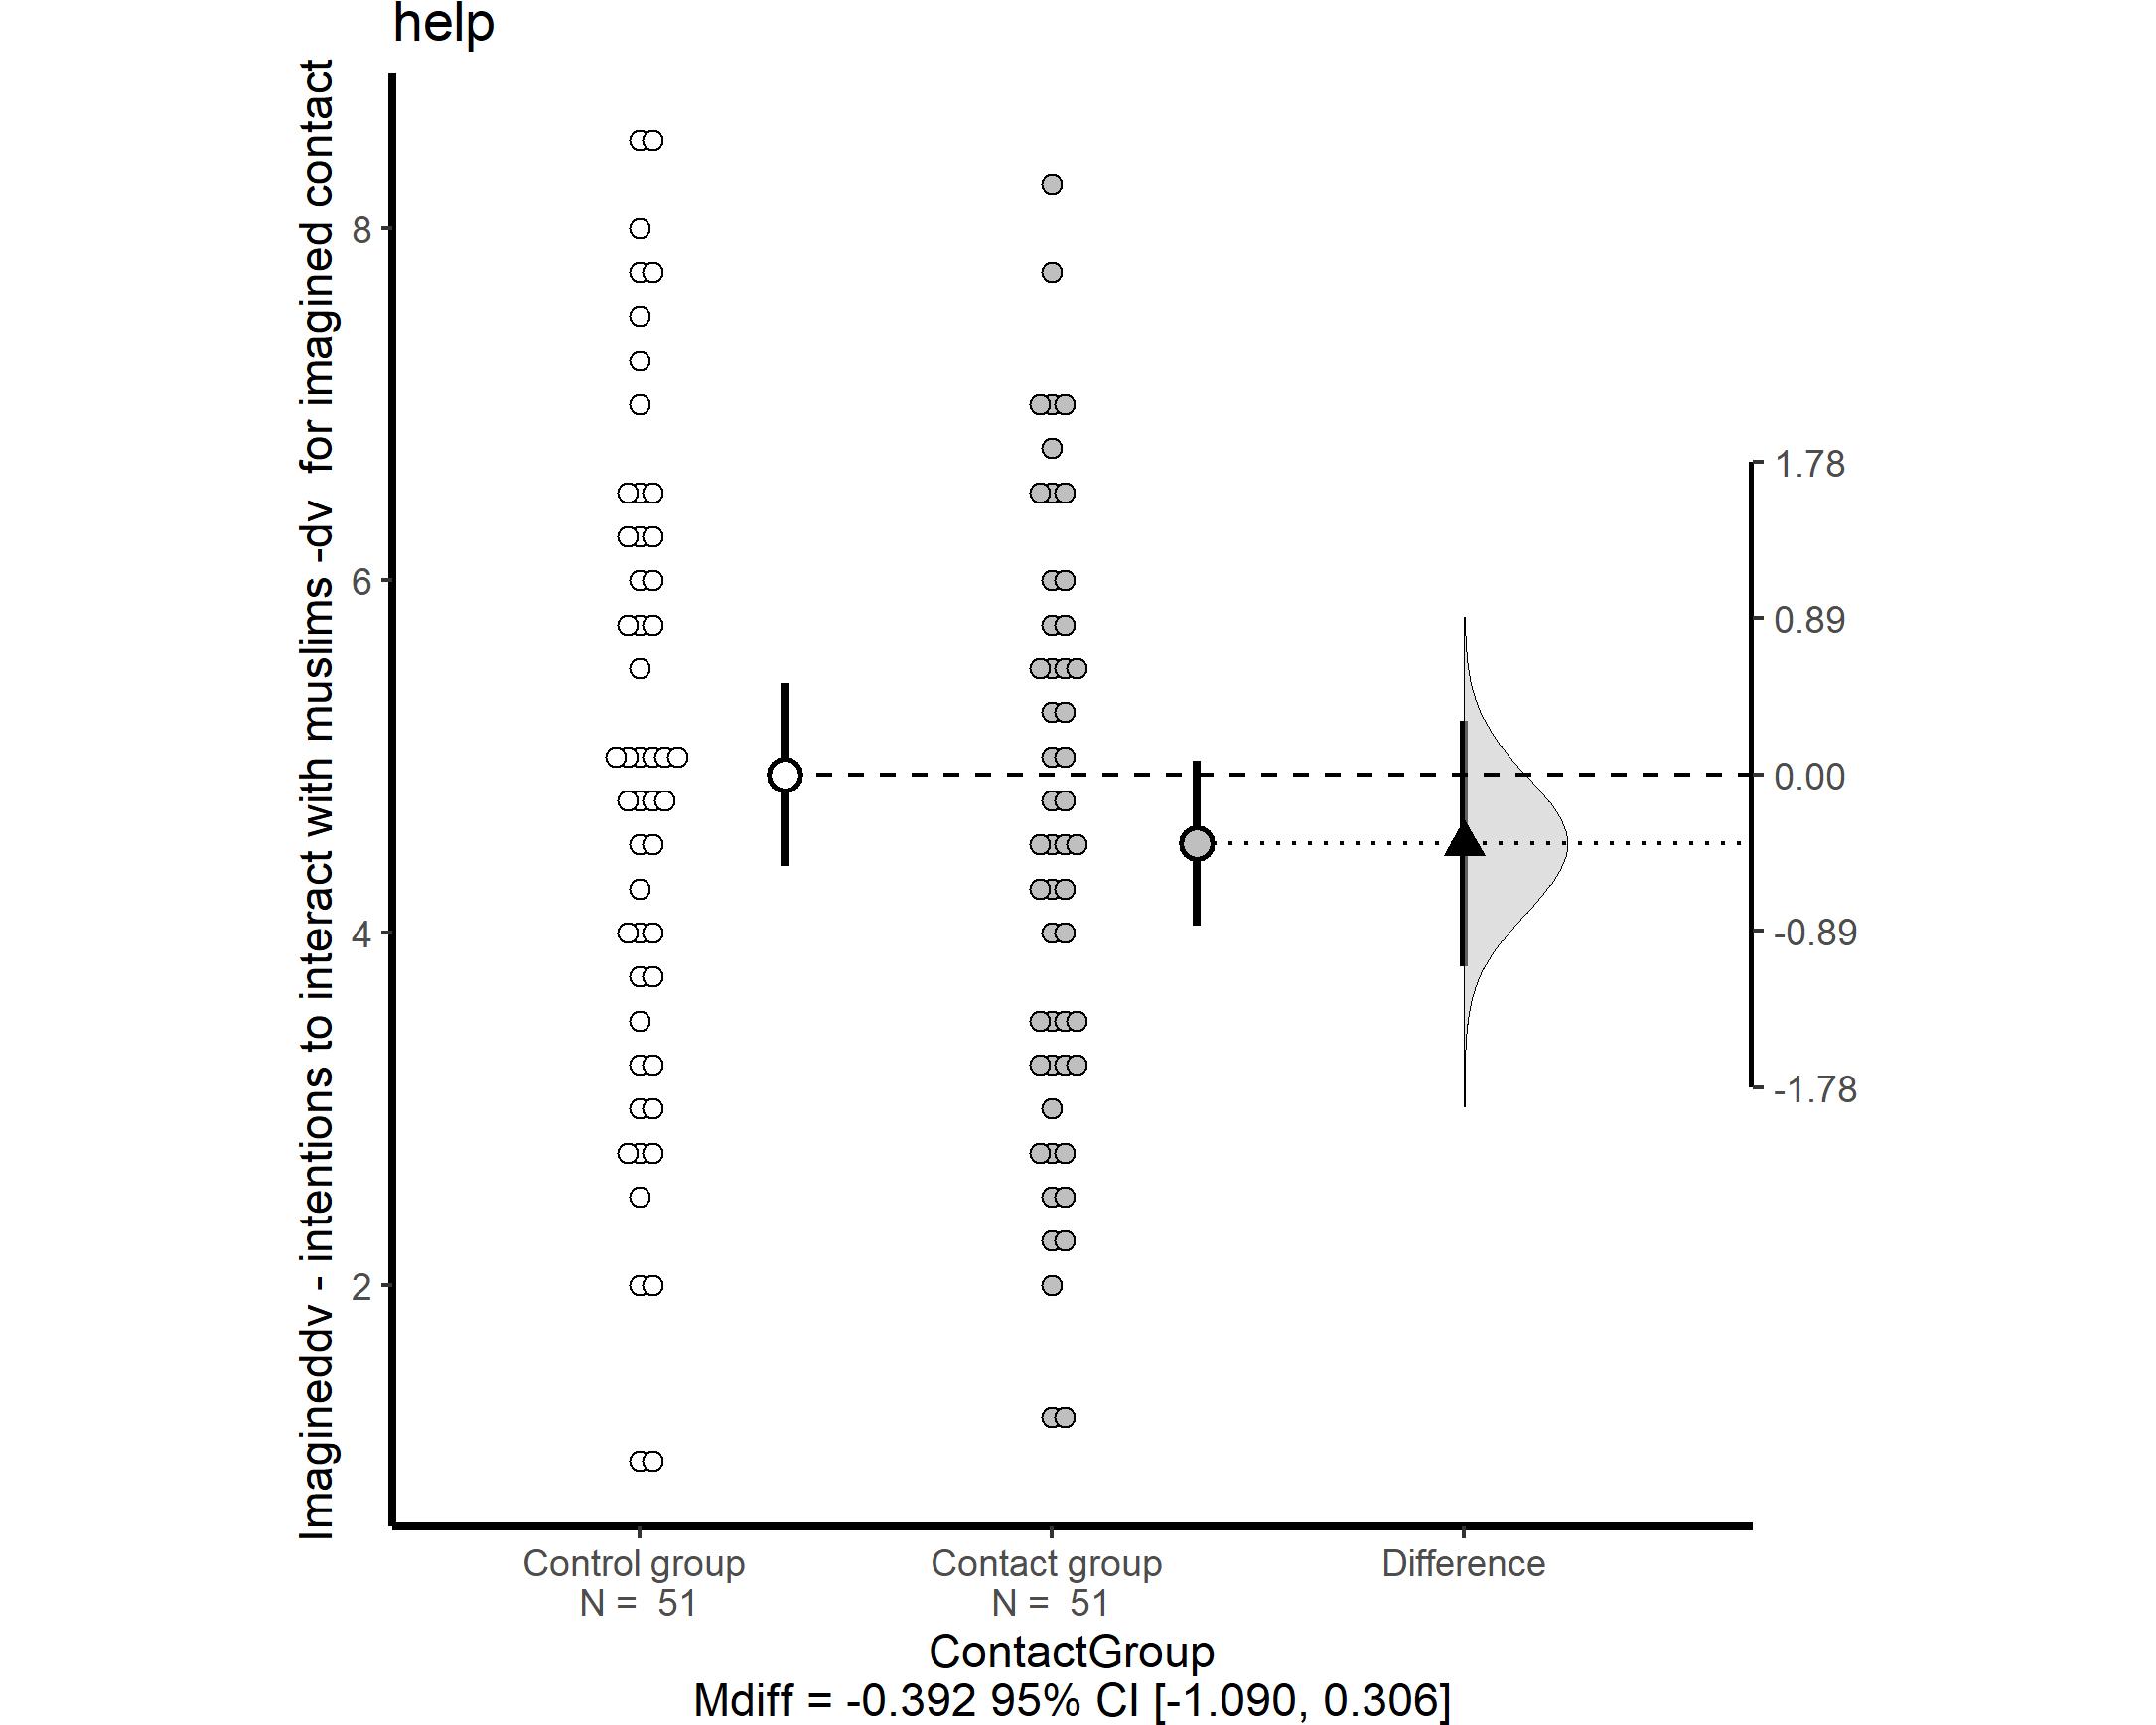 help
Imagineddv - intentions to interact with muslims -dv  for imagined contact
8
6
4
2
1.78
0.89
0.00
-0.89
-1.78
Control group
N =  51
Contact group
N =  51
Difference
ContactGroup
Mdiff = -0.392 95% CI [-1.090, 0.306]